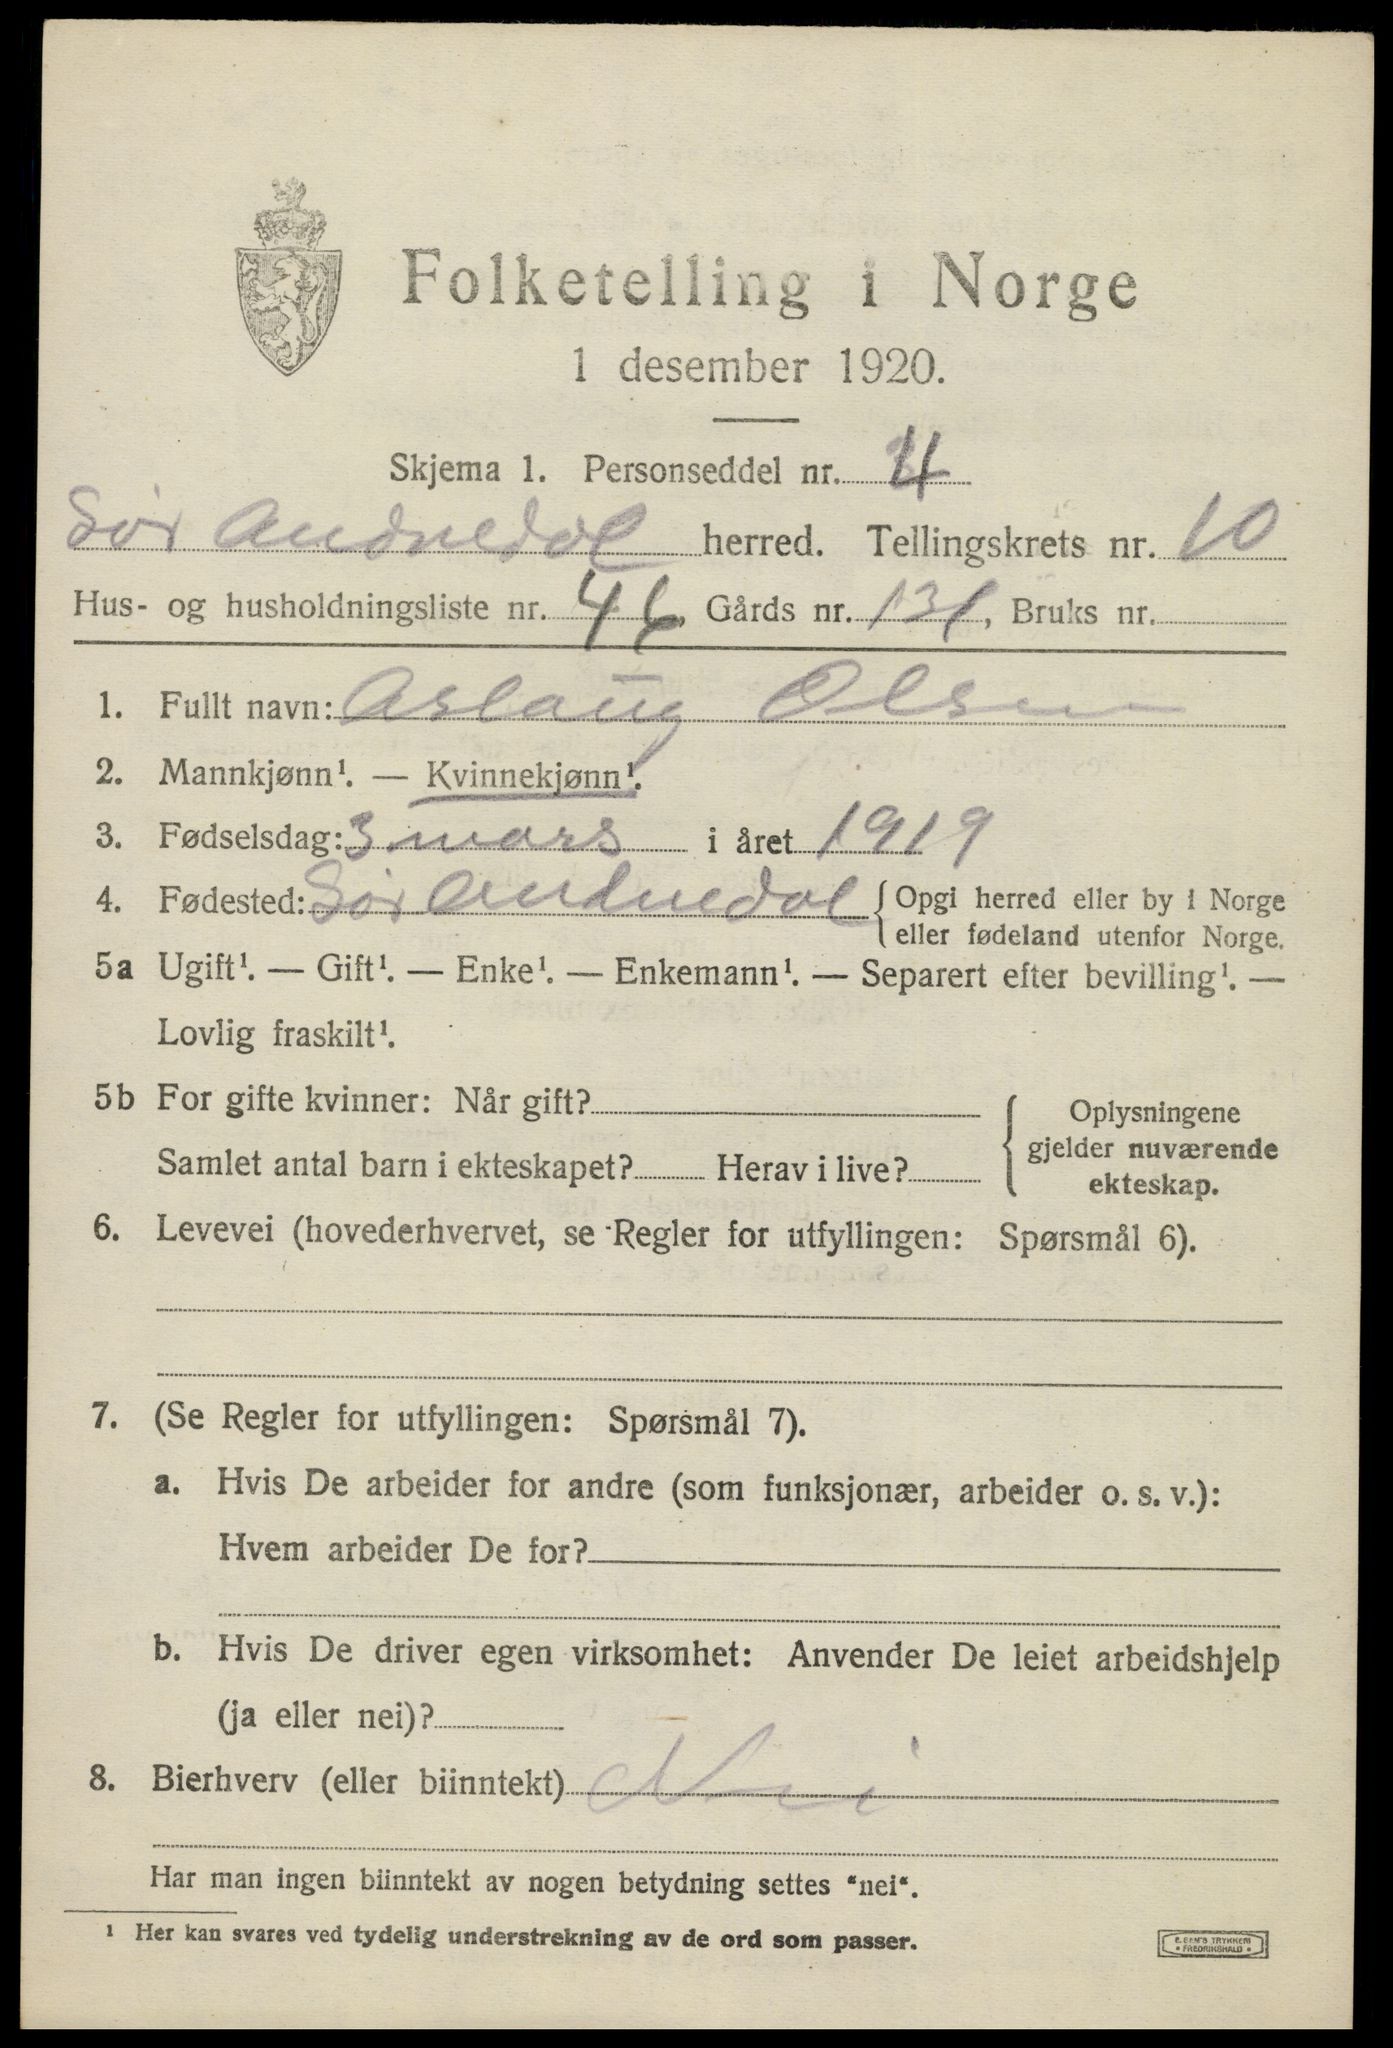 Folketelling i Norge
1 desember 1920.
Skjema 1. Personseddel nr. 4
Sør Audnedal herred. Tellingskrets nr. 10
Hus- og husholdningsliste nr. 46, Gårds nr. 131, Bruks nr.
1. Fullt navn: Aslaug Olsen
2. Mannkjønn¹. — Kvinnekjønn¹.
3. Fødselsdag: 3 mars i året 1919
4. Fødested: Sør Audnedal { Opgi herred eller by i Norge
eller fødeland utenfor Norge.
5a Ugift¹. — Gift¹. — Enke¹. — Enkemann¹. — Separert efter bevilling¹. —
Lovlig fraskilt¹.
5b For gifte kvinner: Når gift?
Samlet antal barn i ekteskapet? Herav i live?
{ Oplysningene
gjelder nuværende
ekteskap.
6. Levevei (hovederhvervet, se Regler for utfyllingen: Spørsmål 6).
7. (Se Regler for utfyllingen: Spørsmål 7).
a. Hvis De arbeider for andre (som funksjonær, arbeider o. s. v.):
Hvem arbeider De for?
b. Hvis De driver egen virksomhet: Anvender De leiet arbeidshjelp
(ja eller nei)?
8. Bierhverv (eller biinntekt) Nei
Har man ingen biinntekt av nogen betydning settes "nei".
¹ Her kan svares ved tydelig understrekning av de ord som passer.
E. SEM'S TRYKKERI
• FREDRIKSHALD •